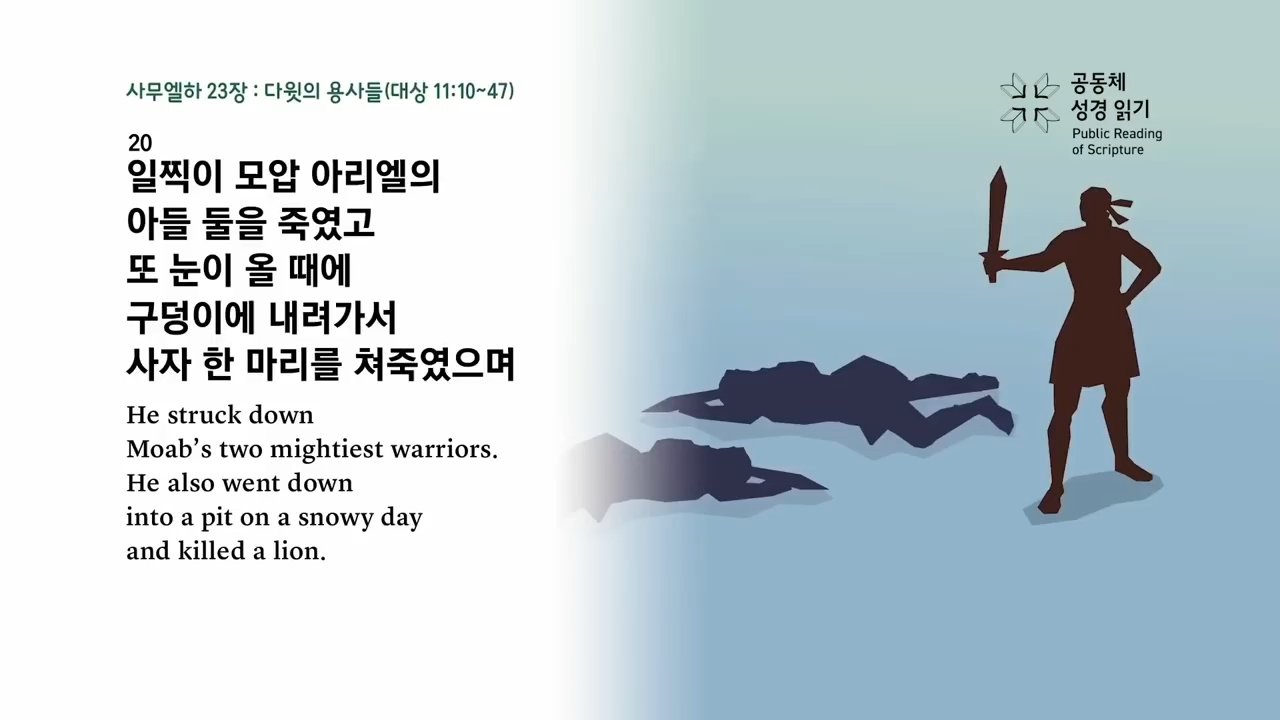 사무엘하 23장 : 다윗의 용사들(대상 11:10~47)
20
일찍이 모압 아리엘의
아들 둘을 죽였고
또 눈이 올 때에
구덩이에 내려가서
사자 한 마리를 쳐죽였으며
He struck down
Moab’s two mightiest warriors.
He also went down
into a pit on a snowy day
and killed a lion.
공동체
성경 읽기
Public Reading
of Scripture